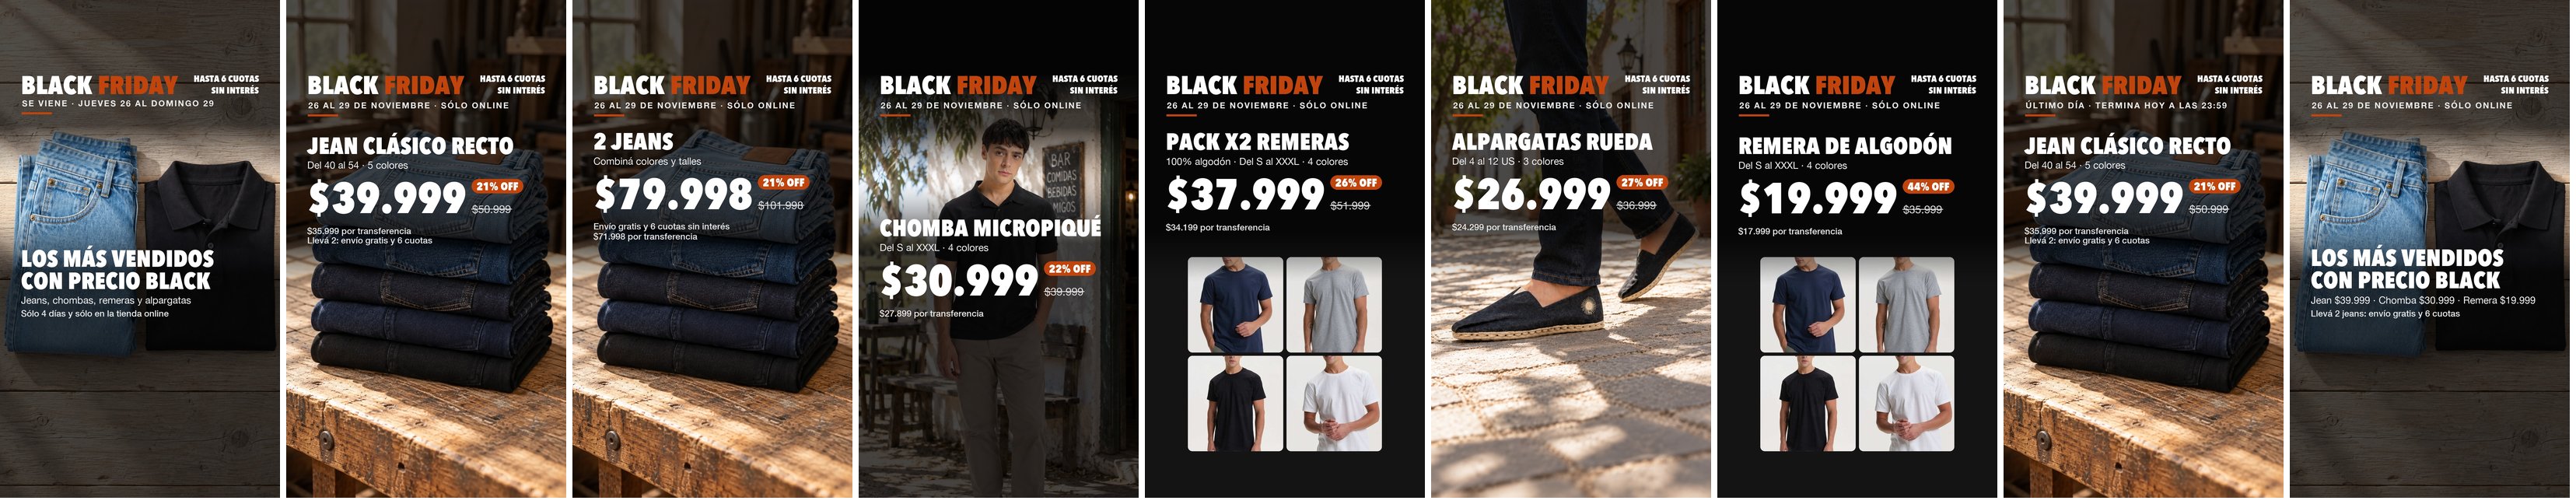 BLACK FRIDAY
HASTA 6 CUOTAS
SIN INTERÉS
SE VIENE · JUEVES 26 AL DOMINGO 29
LOS MÁS VENDIDOS
CON PRECIO BLACK
Jeans, chombas, remeras y alpargatas
Sólo 4 días y sólo en la tienda online
BLACK FRIDAY
HASTA 6 CUOTAS
SIN INTERÉS
26 AL 29 DE NOVIEMBRE · SÓLO ONLINE
JEAN CLÁSICO RECTO
Del 40 al 54 · 5 colores
$39.999
21% OFF
$50.999
$35.999 por transferencia
Llevá 2: envío gratis y 6 cuotas
BLACK FRIDAY
HASTA 6 CUOTAS
SIN INTERÉS
26 AL 29 DE NOVIEMBRE · SÓLO ONLINE
2 JEANS
Combiná colores y talles
$79.998
21% OFF
$101.998
Envío gratis y 6 cuotas sin interés
$71.998 por transferencia
BLACK FRIDAY
HASTA 6 CUOTAS
SIN INTERÉS
26 AL 29 DE NOVIEMBRE · SÓLO ONLINE
BAR
COMIDAS
BEBIDAS
MIGOS
CHOMBA MICROPIQUÉ
Del S al XXXL · 4 colores
$30.999
22% OFF
$39.999
$27.899 por transferencia
BLACK FRIDAY
HASTA 6 CUOTAS
SIN INTERÉS
26 AL 29 DE NOVIEMBRE · SÓLO ONLINE
PACK X2 REMERAS
100% algodón · Del S al XXXL · 4 colores
$37.999
26% OFF
$51.999
$34.199 por transferencia
BLACK FRIDAY
HASTA 6 CUOTAS
SIN INTERÉS
26 AL 29 DE NOVIEMBRE · SÓLO ONLINE
ALPARGATAS RUEDA
Del 4 al 12 US · 3 colores
$26.999
27% OFF
$36.999
$24.299 por transferencia
BLACK FRIDAY
HASTA 6 CUOTAS
SIN INTERÉS
26 AL 29 DE NOVIEMBRE · SÓLO ONLINE
REMERA DE ALGODÓN
Del S al XXXL · 4 colores
$19.999
44% OFF
$35.999
$17.999 por transferencia
BLACK FRIDAY
HASTA 6 CUOTAS
SIN INTERÉS
ÚLTIMO DÍA · TERMINA HOY A LAS 23:59
JEAN CLÁSICO RECTO
Del 40 al 54 · 5 colores
$39.999
21% OFF
$50.999
$35.999 por transferencia
Llevá 2: envío gratis y 6 cuotas
BLACK FRIDAY
HASTA 6 CUOTAS
SIN INTERÉS
26 AL 29 DE NOVIEMBRE · SÓLO ONLINE
LOS MÁS VENDIDOS
CON PRECIO BLACK
Jean $39.999 · Chomba $30.999 · Remera $19.999
Llevá 2 jeans: envío gratis y 6 cuotas